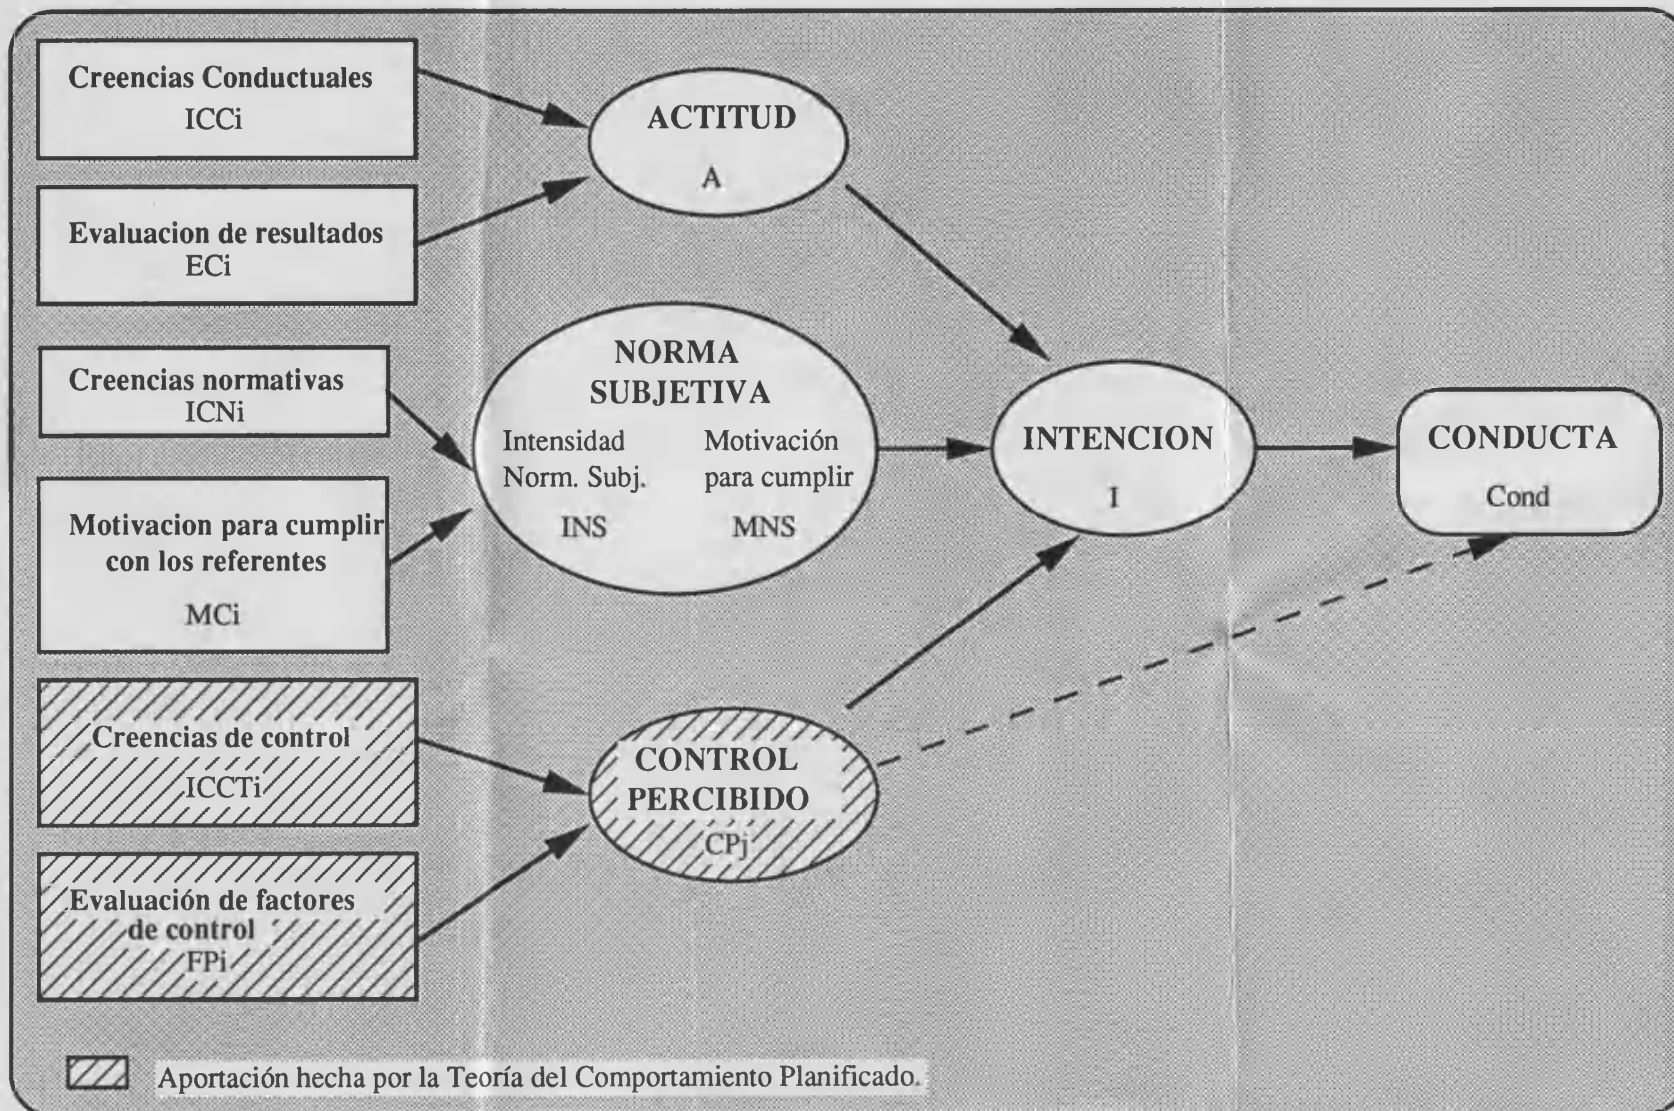 Creencias Conductuales
ICCi
Evaluacion de resultados
ECi
Creencias normativas
ICNi
Motivacion para cumplir
con los referentes
MCi
Creencias de control
ICCTi
Evaluación de factores
de control
FPi
ACTITUD
A
NORMA
SUBJETIVA
Intensidad
Norm. Subj.
INS
Motivación
para cumplir
MNS
CONTROL
PERCIBIDO
CPj
INTENCION
I
CONDUCTA
Cond
Aportación hecha por la Teoría del Comportamiento Planificado.